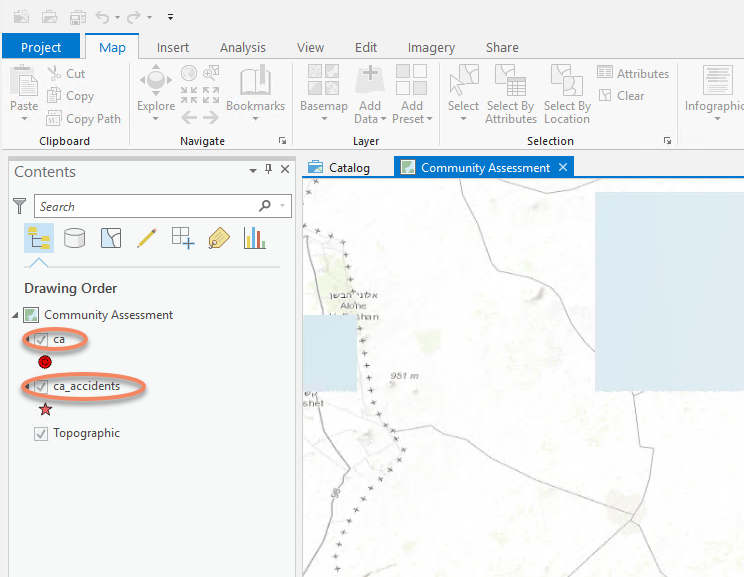 Project Map Insert Analysis View Edit Imagery Share
Paste
Cut
Copy
Copy Path
Clipboard
Explore
Bookmarks
Navigate
Basemap
Add
Data
Add
Preset
Layer
Select
Select By
Attributes
Select By
Location
Attributes
Clear
Selection
Infographic
Contents
Search
Drawing Order
Community Assessment
ca
ca_accidents
Topographic
Catalog
Community Assessment
אלוני הבשן
Alone
951 m
shet
98